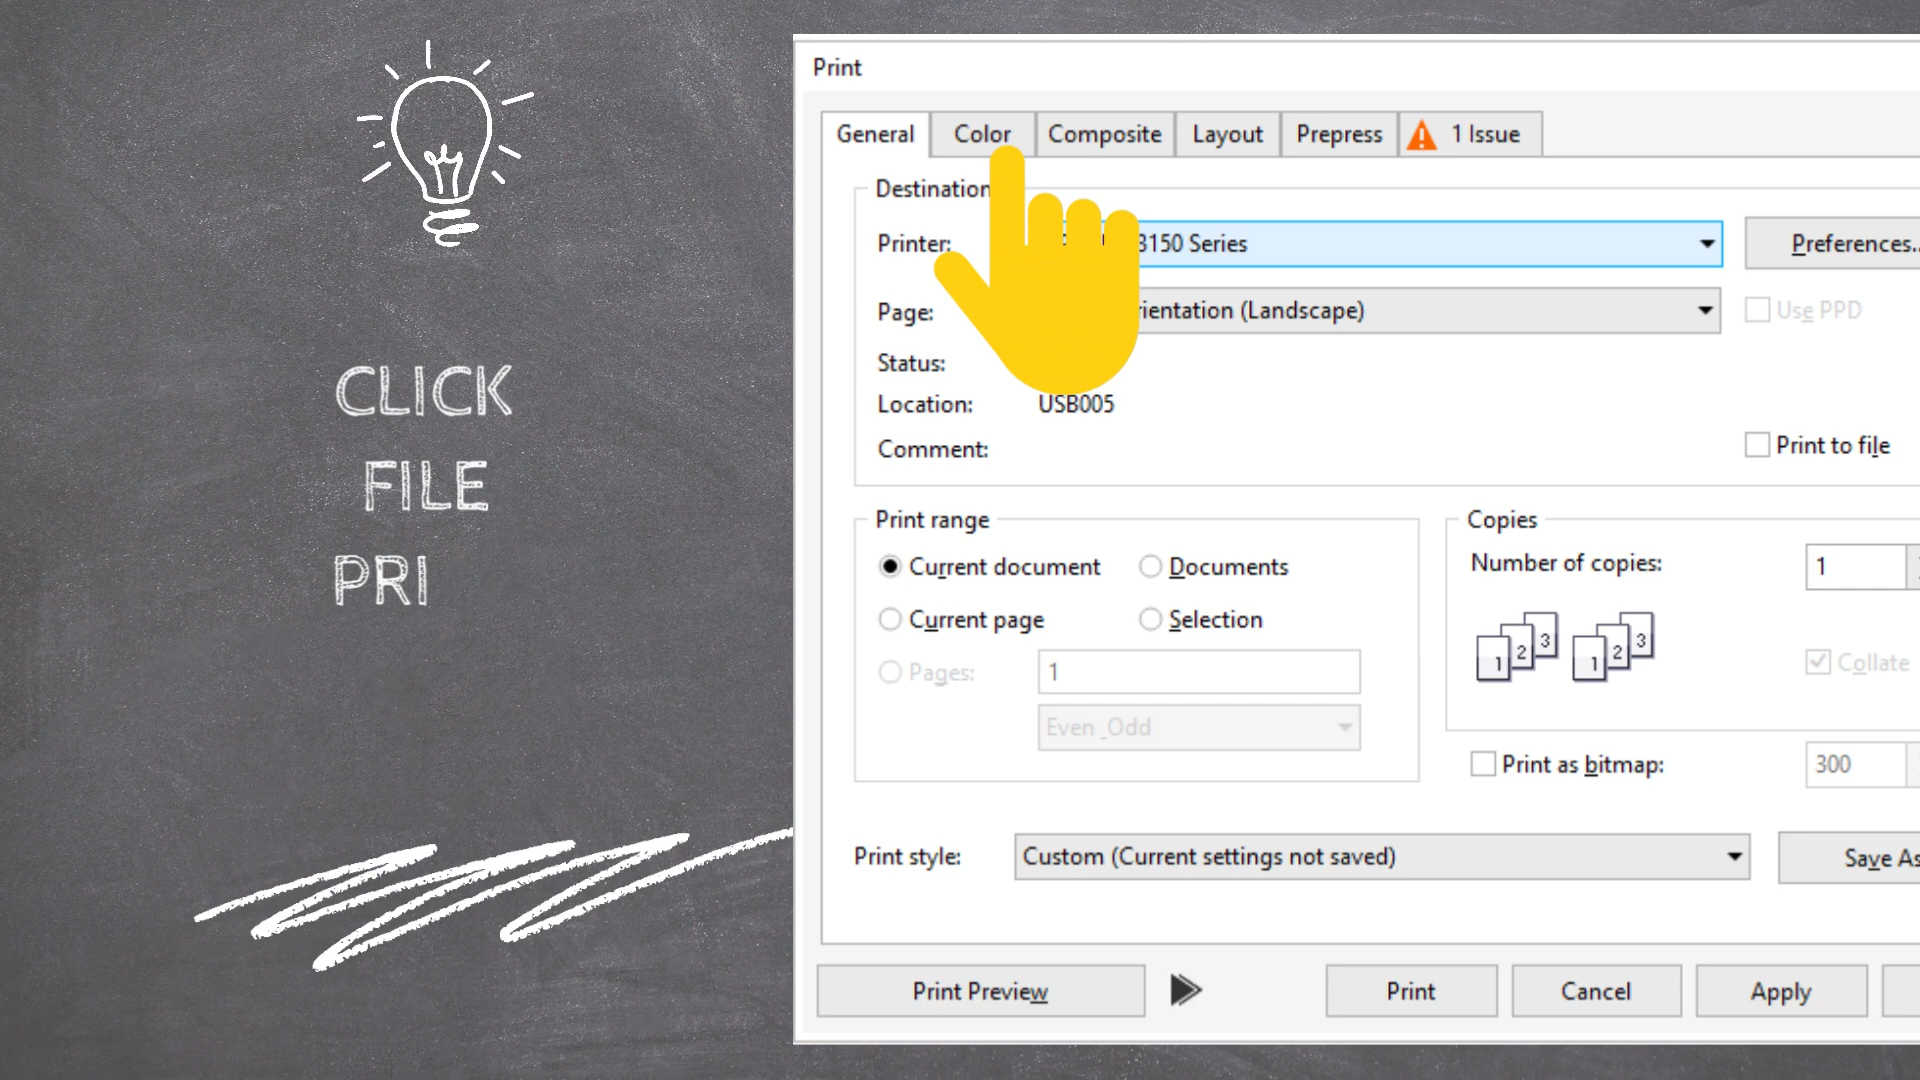 CLICK
FILE
PRI
Print
General Color Composite Layout Prepress 1 Issue
Destination
Printer: 3150 Series Preferences..
Page: rientation (Landscape) Use PPD
Status:
Location: USB005
Comment: Print to file
Print range
Current document Documents
Current page Selection
Pages: 1
Even _Odd
Copies
Number of copies: 1
1 2 3 1 2 3
Collate
Print as bitmap: 300
Print style: Custom (Current settings not saved) Save As
Print Preview Print Cancel Apply